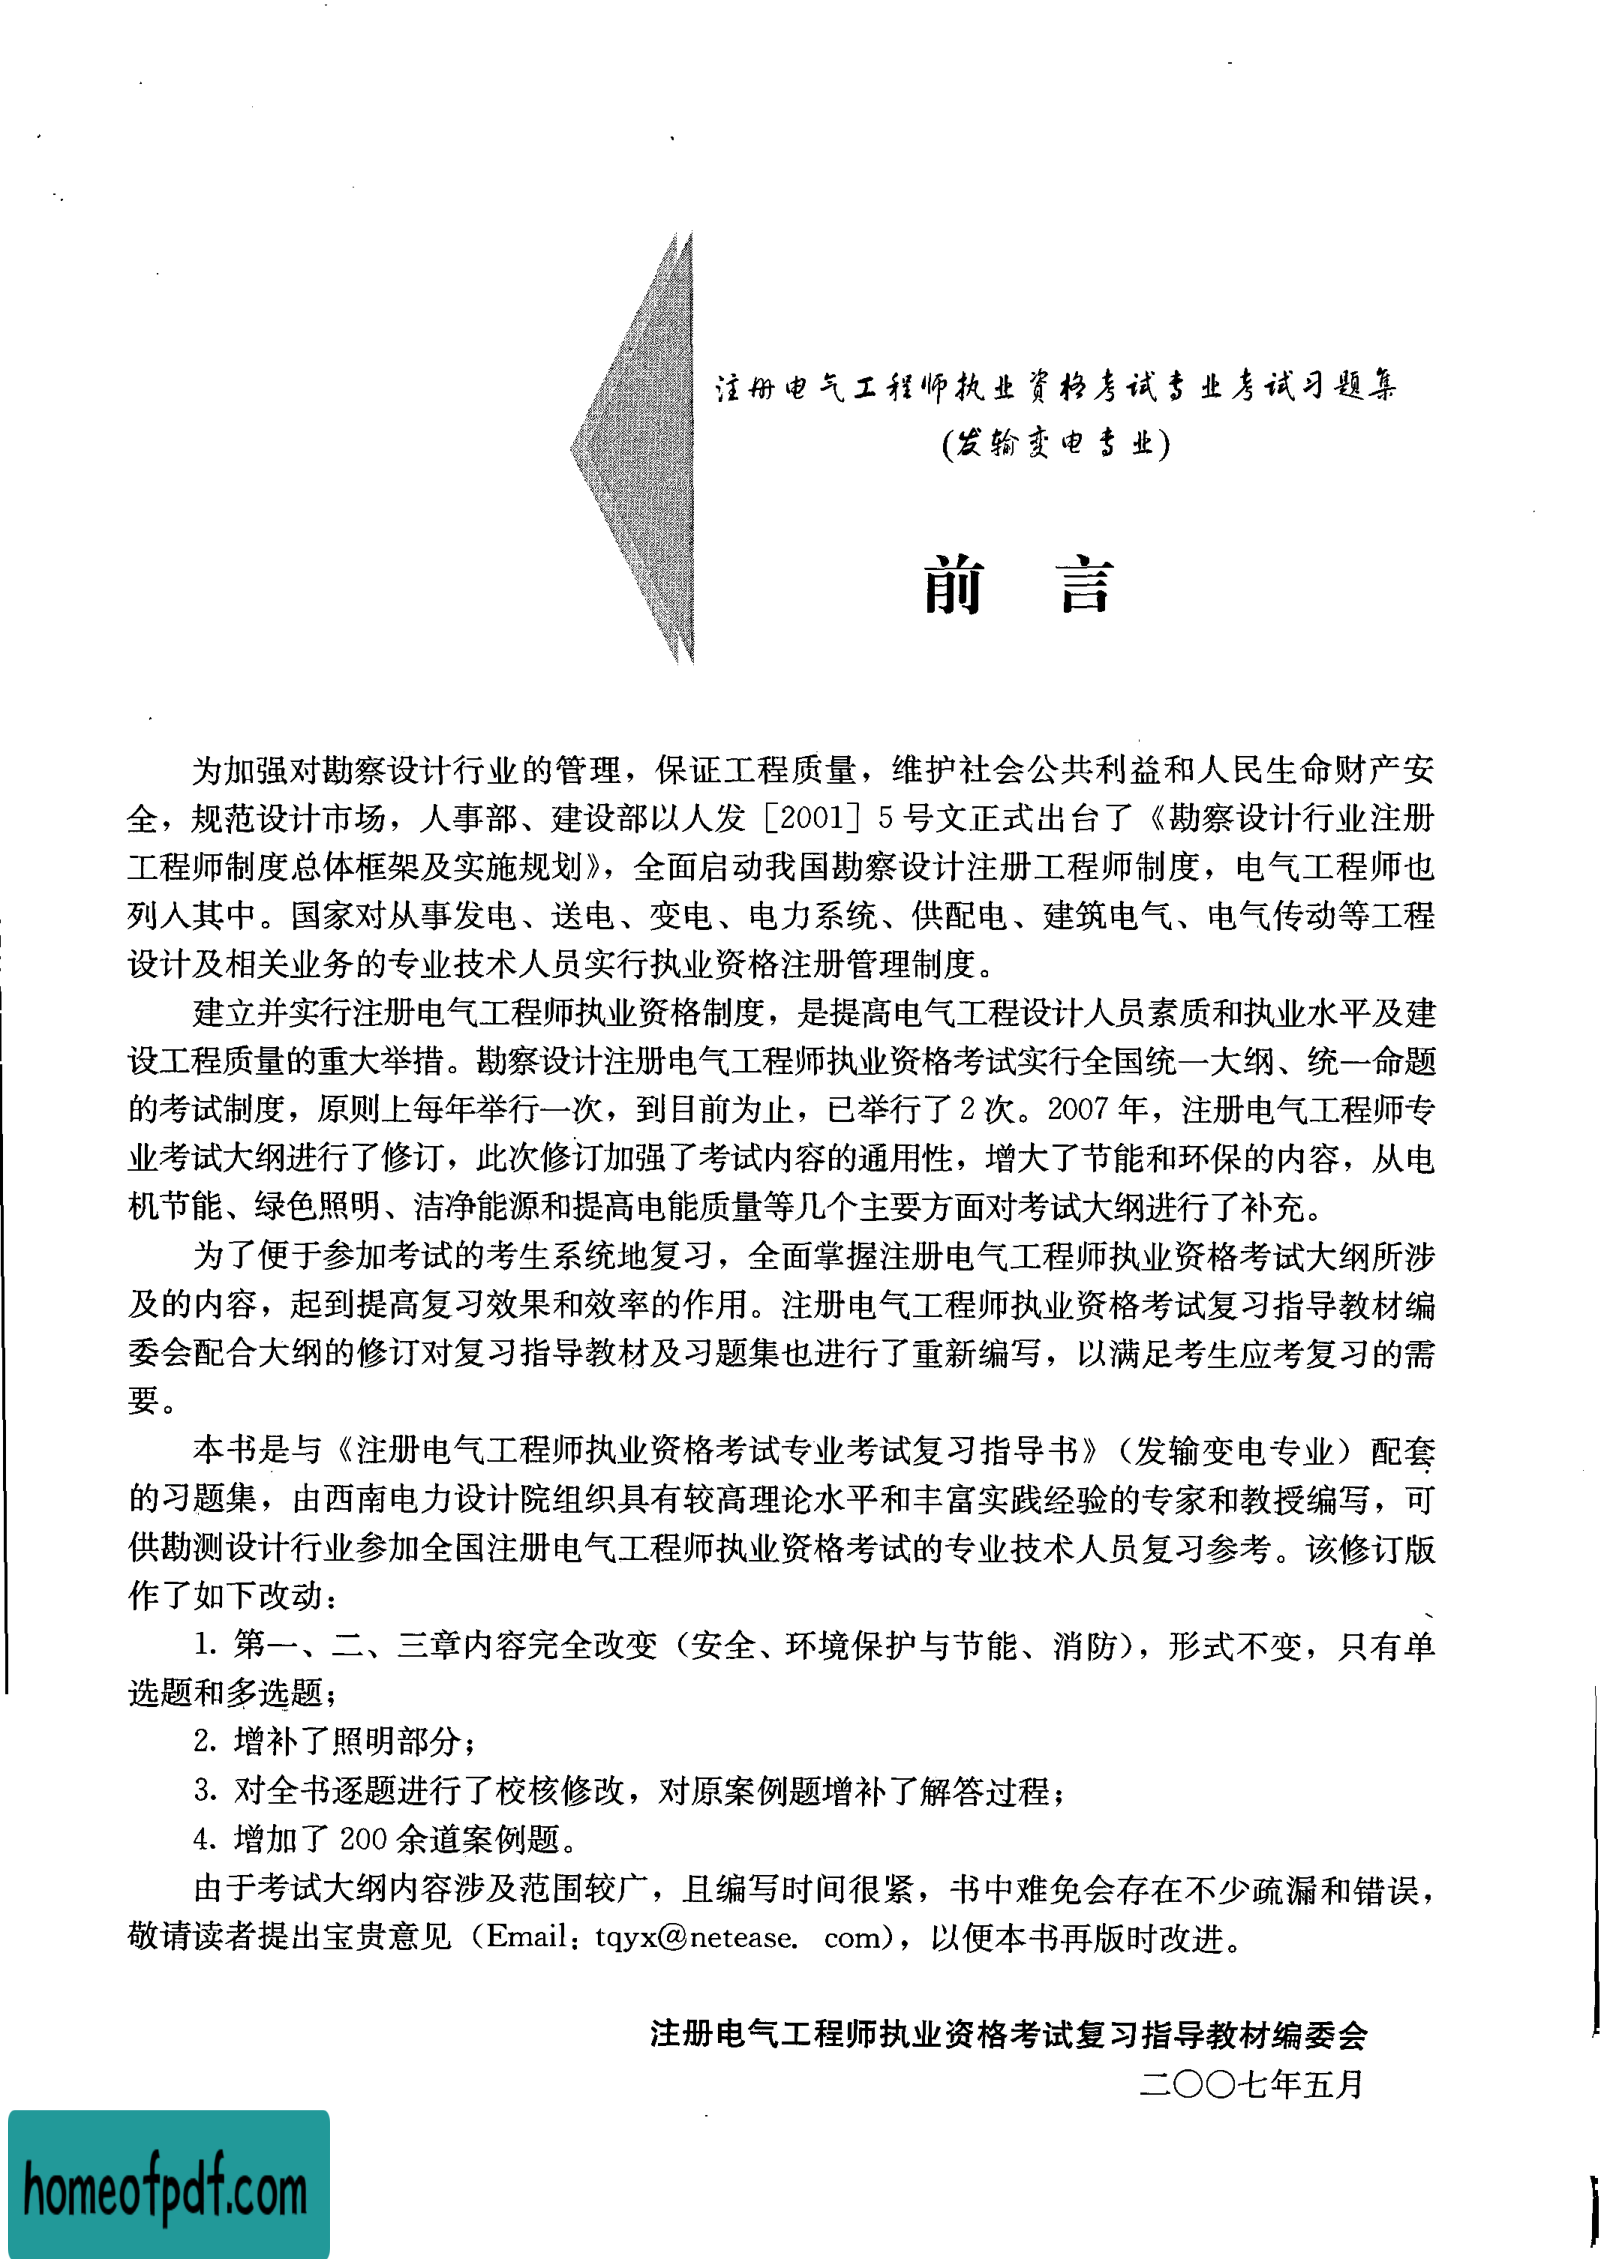 注册电气工程师执业资格考试专业考试习题集
(发输变电专业)
前 言
为加强对勘察设计行业的管理，保证工程质量，维护社会公共利益和人民生命财产安
全，规范设计市场，人事部、建设部以人发［2001］5号文正式出台了《勘察设计行业注册
工程师制度总体框架及实施规划》，全面启动我国勘察设计注册工程师制度，电气工程师也
列入其中。国家对从事发电、送电、变电、电力系统、供配电、建筑电气、电气传动等工程
设计及相关业务的专业技术人员实行执业资格注册管理制度。
建立并实行注册电气工程师执业资格制度，是提高电气工程设计人员素质和执业水平及建
设工程质量的重大举措。勘察设计注册电气工程师执业资格考试实行全国统一大纲、统一命题
的考试制度，原则上每年举行一次，到目前为止，已举行了2次。2007年，注册电气工程师专
业考试大纲进行了修订，此次修订加强了考试内容的通用性，增大了节能和环保的内容，从电
机节能、绿色照明、洁净能源和提高电能质量等几个主要方面对考试大纲进行了补充。
为了便于参加考试的考生系统地复习，全面掌握注册电气工程师执业资格考试大纲所涉
及的内容，起到提高复习效果和效率的作用。注册电气工程师执业资格考试复习指导教材编
委会配合大纲的修订对复习指导教材及习题集也进行了重新编写，以满足考生应考复习的需
要。
本书是与《注册电气工程师执业资格考试专业考试复习指导书》（发输变电专业）配套
的习题集，由西南电力设计院组织具有较高理论水平和丰富实践经验的专家和教授编写，可
供勘测设计行业参加全国注册电气工程师执业资格考试的专业技术人员复习参考。该修订版
作了如下改动：
1. 第一、二、三章内容完全改变（安全、环境保护与节能、消防），形式不变，只有单
选题和多选题；
2. 增补了照明部分；
3. 对全书逐题进行了校核修改，对原案例题增补了解答过程；
4. 增加了200余道案例题。
由于考试大纲内容涉及范围较广，且编写时间很紧，书中难免会存在不少疏漏和错误，
敬请读者提出宝贵意见（Email：tqyx@netease. com），以便本书再版时改进。
注册电气工程师执业资格考试复习指导教材编委会
二〇〇七年五月
homeofpdf.com